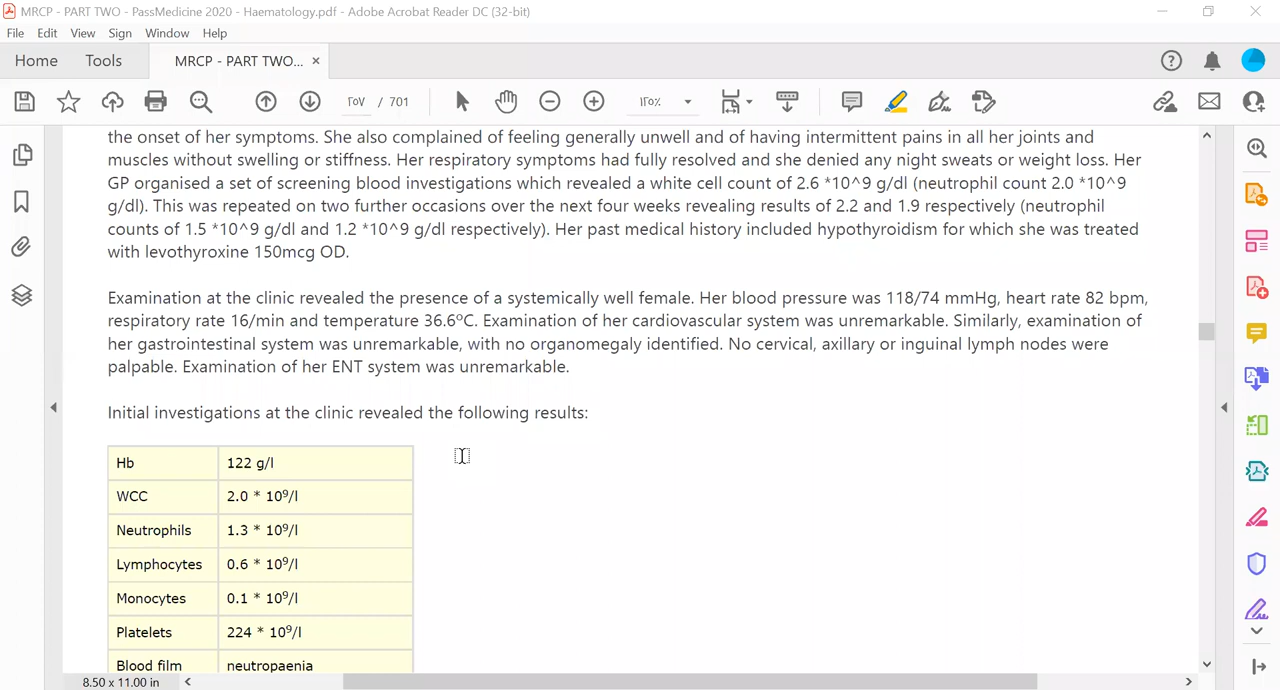 MRCP - PART TWO - PassMedicine 2020 - Haematology.pdf - Adobe Acrobat Reader DC (32-bit)
File Edit View Sign Window Help
Home Tools MRCP - PART TWO... ×
٢٥٧ / 701 ١٢٠٪
the onset of her symptoms. She also complained of feeling generally unwell and of having intermittent pains in all her joints and
muscles without swelling or stiffness. Her respiratory symptoms had fully resolved and she denied any night sweats or weight loss. Her
GP organised a set of screening blood investigations which revealed a white cell count of 2.6 *10^9 g/dl (neutrophil count 2.0 *10^9
g/dl). This was repeated on two further occasions over the next four weeks revealing results of 2.2 and 1.9 respectively (neutrophil
counts of 1.5 *10^9 g/dl and 1.2 *10^9 g/dl respectively). Her past medical history included hypothyroidism for which she was treated
with levothyroxine 150mcg OD.
Examination at the clinic revealed the presence of a systemically well female. Her blood pressure was 118/74 mmHg, heart rate 82 bpm,
respiratory rate 16/min and temperature 36.6ºC. Examination of her cardiovascular system was unremarkable. Similarly, examination of
her gastrointestinal system was unremarkable, with no organomegaly identified. No cervical, axillary or inguinal lymph nodes were
palpable. Examination of her ENT system was unremarkable.
Initial investigations at the clinic revealed the following results:
Hb 122 g/l
WCC 2.0 * 10⁹/l
Neutrophils 1.3 * 10⁹/l
Lymphocytes 0.6 * 10⁹/l
Monocytes 0.1 * 10⁹/l
Platelets 224 * 10⁹/l
Blood film neutropaenia
8.50 x 11.00 in